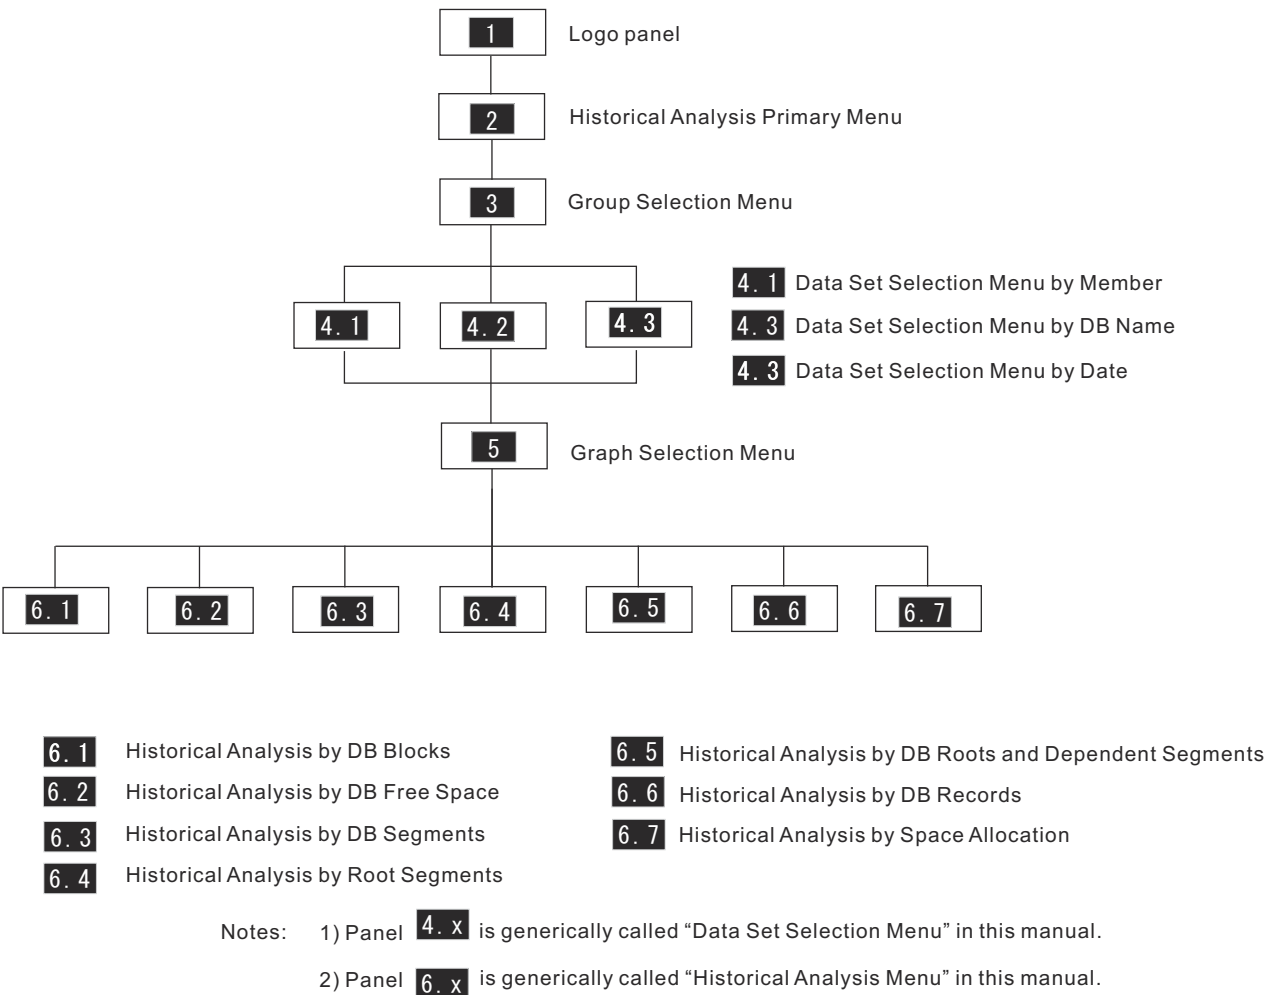 1 Logo panel
2 Historical Analysis Primary Menu
3 Group Selection Menu
4.1 Data Set Selection Menu by Member
4.1 4.2 4.3
4.3 Data Set Selection Menu by DB Name
4.3 Data Set Selection Menu by Date
5 Graph Selection Menu
6.1 6.2 6.3 6.4 6.5 6.6 6.7
6.1 Historical Analysis by DB Blocks
6.2 Historical Analysis by DB Free Space
6.3 Historical Analysis by DB Segments
6.4 Historical Analysis by Root Segments
6.5 Historical Analysis by DB Roots and Dependent Segments
6.6 Historical Analysis by DB Records
6.7 Historical Analysis by Space Allocation
Notes: 1) Panel 4.x is generically called “Data Set Selection Menu” in this manual.
2) Panel 6.x is generically called “Historical Analysis Menu” in this manual.